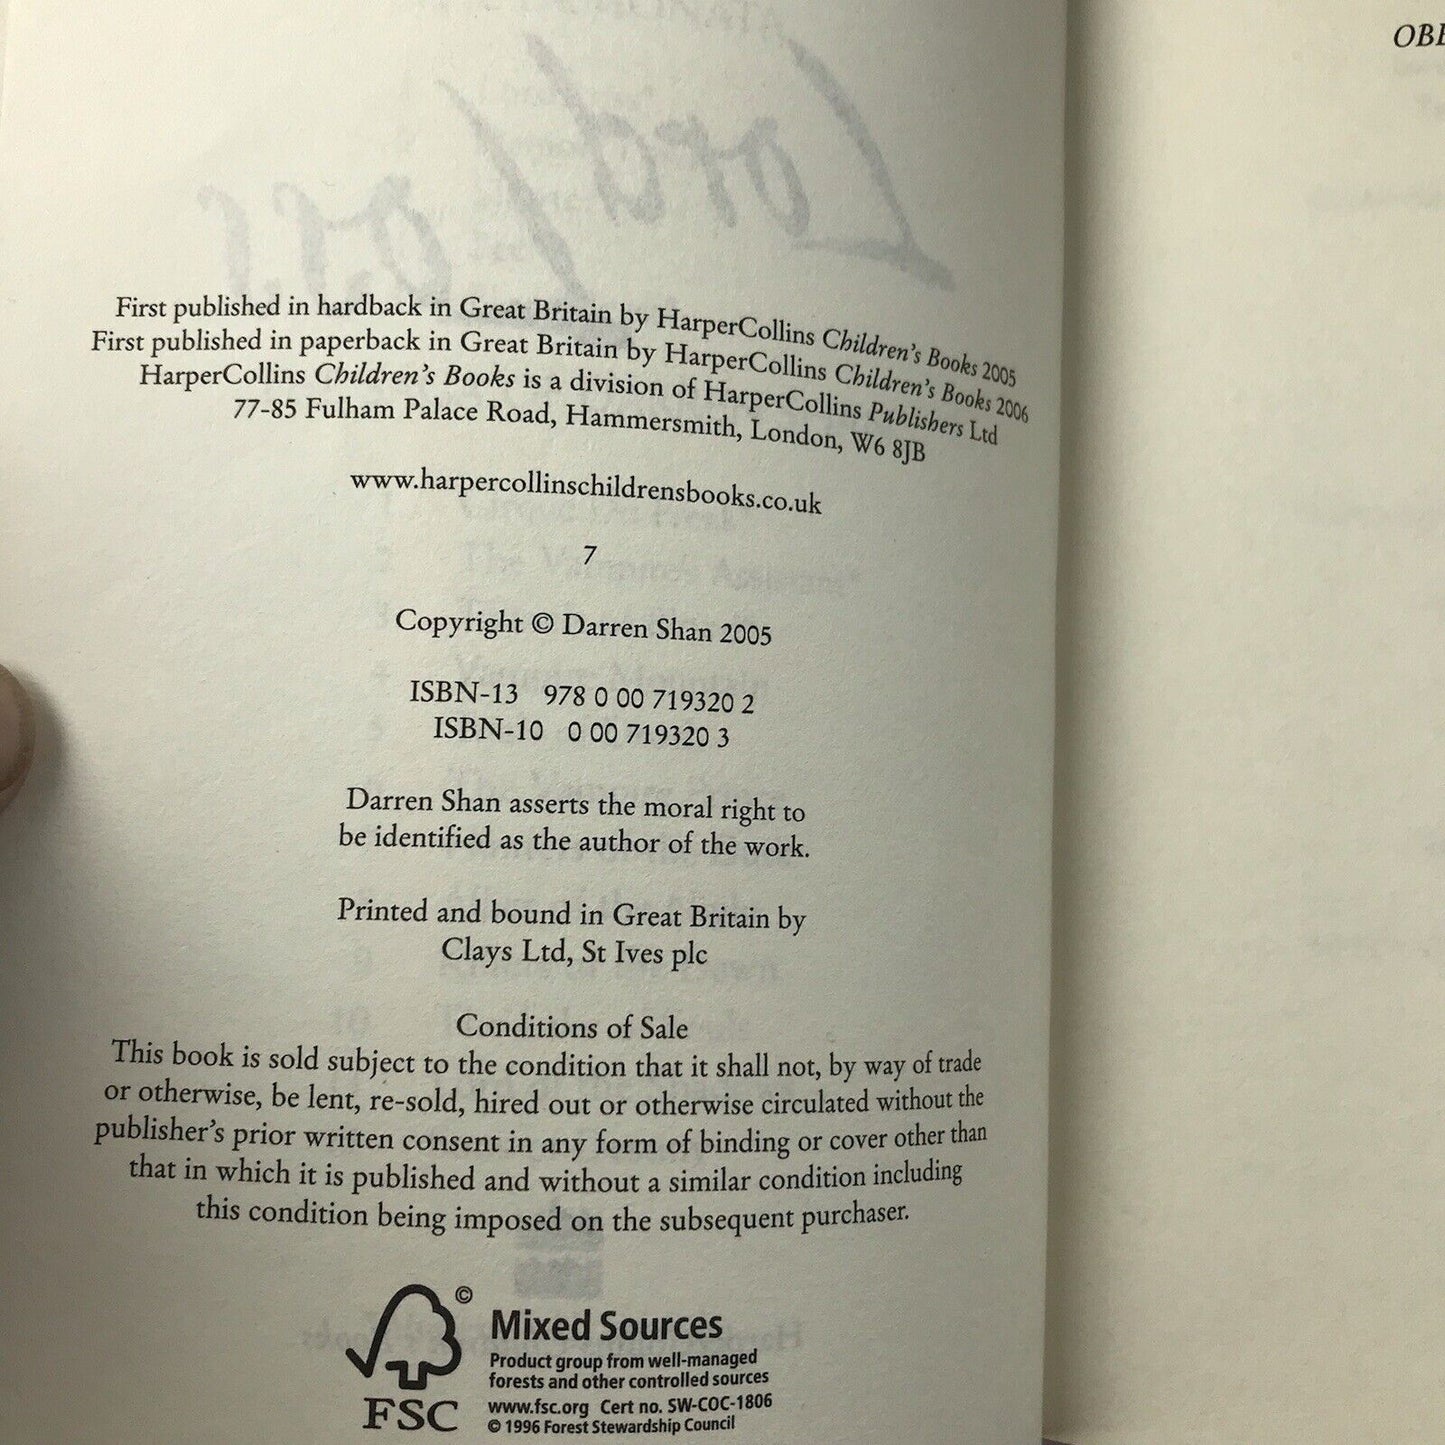 Lord Loss
First published in hardback in Great Britain by HarperCollins Children's Books 2005
First published in paperback in Great Britain by HarperCollins Children's Books 2006
HarperCollins Children's Books is a division of HarperCollins Publishers Ltd
77-85 Fulham Palace Road, Hammersmith, London, W6 8JB
www.harpercollinschildrensbooks.co.uk
7
Copyright © Darren Shan 2005
ISBN-13 978 0 00 719320 2
ISBN-10 0 00 719320 3
Darren Shan asserts the moral right to
be identified as the author of the work.
Printed and bound in Great Britain by
Clays Ltd, St Ives plc
Conditions of Sale
This book is sold subject to the condition that it shall not, by way of trade
or otherwise, be lent, re-sold, hired out or otherwise circulated without the
publisher's prior written consent in any form of binding or cover other than
that in which it is published and without a similar condition including
this condition being imposed on the subsequent purchaser.
©
FSC
Mixed Sources
Product group from well-managed
forests and other controlled sources
www.fsc.org Cert no. SW-COC-1806
© 1996 Forest Stewardship Council